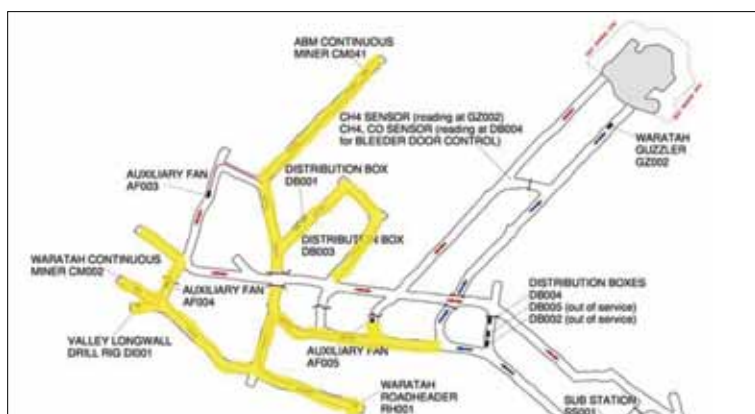 ABM CONTINUOUS
MINER CM041
CH4 SENSOR (reading at GZ002)
CH4, CO SENSOR (reading at DB004
for BLEEDER DOOR CONTROL)
WARATAH
GUZZLER
GZ002
AUXILIARY FAN
AF003
DISTRIBUTION BOX
DB001
DISTRIBUTION BOX
DB003
WARATAH CONTINUOUS
MINER CM002
AUXILIARY FAN
AF004
DISTRIBUTION BOXES
DB004
DB005 (out of service)
DB002 (out of service)
VALLEY LONGWALL
DRILL RIG DI001
AUXILIARY FAN
AF005
WARATAH
ROADHEADER
RH001
SUB STATION
SS001